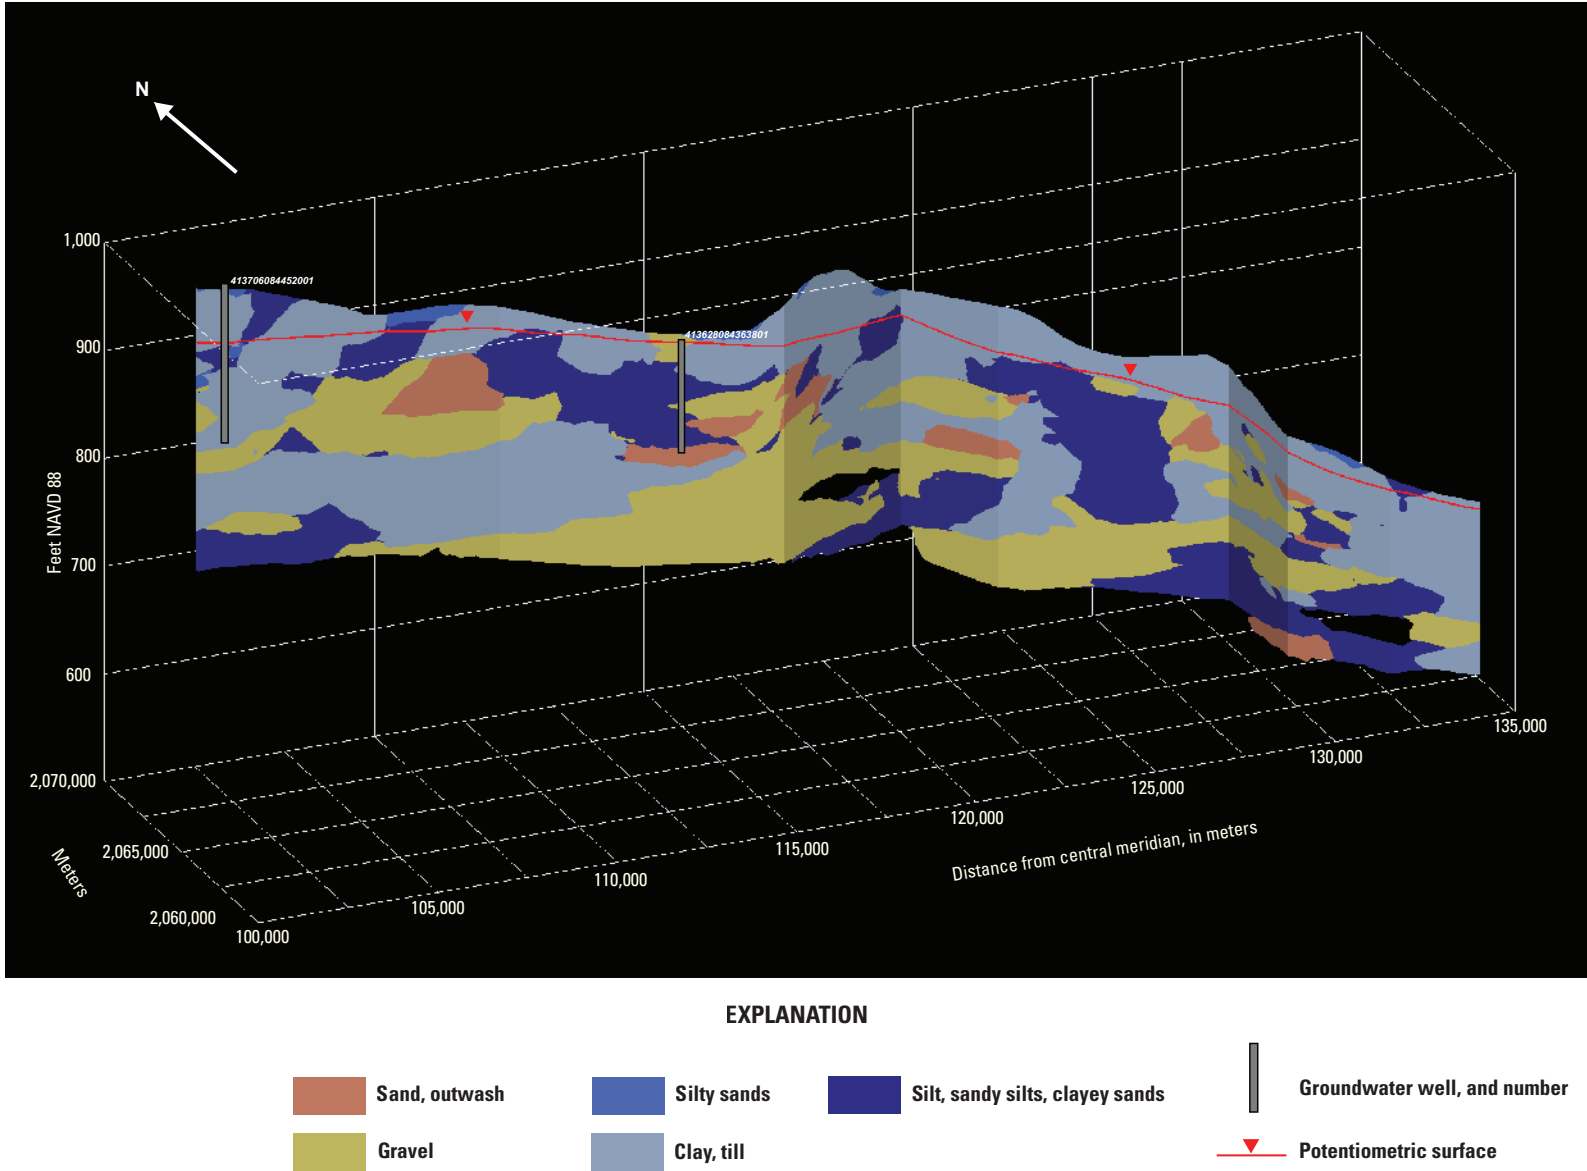 N
413706084452001
413628084363801
1,000
900
800
700
600
Feet NAVD 88
2,070,000
2,065,000
2,060,000
Meters
100,000
105,000
110,000
115,000
120,000
125,000
130,000
135,000
Distance from central meridian, in meters
EXPLANATION
Sand, outwash
Silty sands
Silt, sandy silts, clayey sands
Groundwater well, and number
Gravel
Clay, till
Potentiometric surface